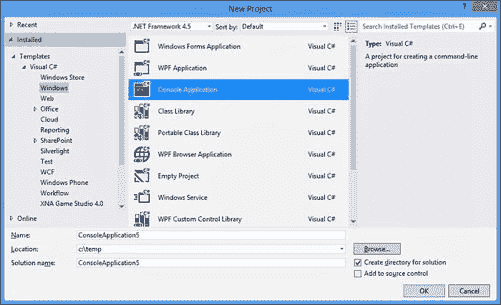 New Project
? x
Recent
.NET Framework 4.5
Sort by: Default
Search Installed Templates (Ctrl+E)
Installed
Templates
Visual C#
Windows Store
Windows
Web
Office
Cloud
Reporting
SharePoint
Silverlight
Test
WCF
Windows Phone
Workflow
XNA Game Studio 4.0
Online
Windows Forms Application Visual C#
WPF Application Visual C#
Console Application Visual C#
Class Library Visual C#
Portable Class Library Visual C#
WPF Browser Application Visual C#
Empty Project Visual C#
Windows Service Visual C#
WPF Custom Control Library Visual C#
Type: Visual C#
A project for creating a command-line
application
Name: ConsoleApplication5
Location: c:\temp
Browse...
Solution name: ConsoleApplication5
Create directory for solution
Add to source control
OK
Cancel